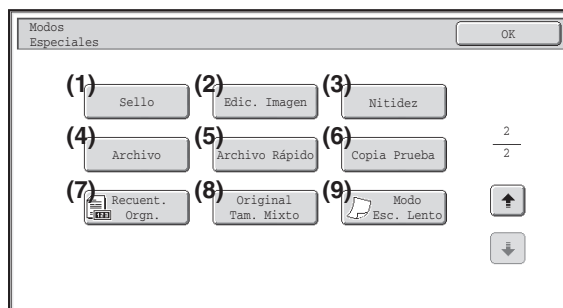 Modos
Especiales
OK
(1) Sello
(2) Edic. Imagen
(3) Nitidez
(4) Archivo
(5) Archivo Rápido
(6) Copia Prueba
2
2
(7) Recuent.
Orgn.
123
(8) Original
Tam. Mixto
(9) Modo
Esc. Lento